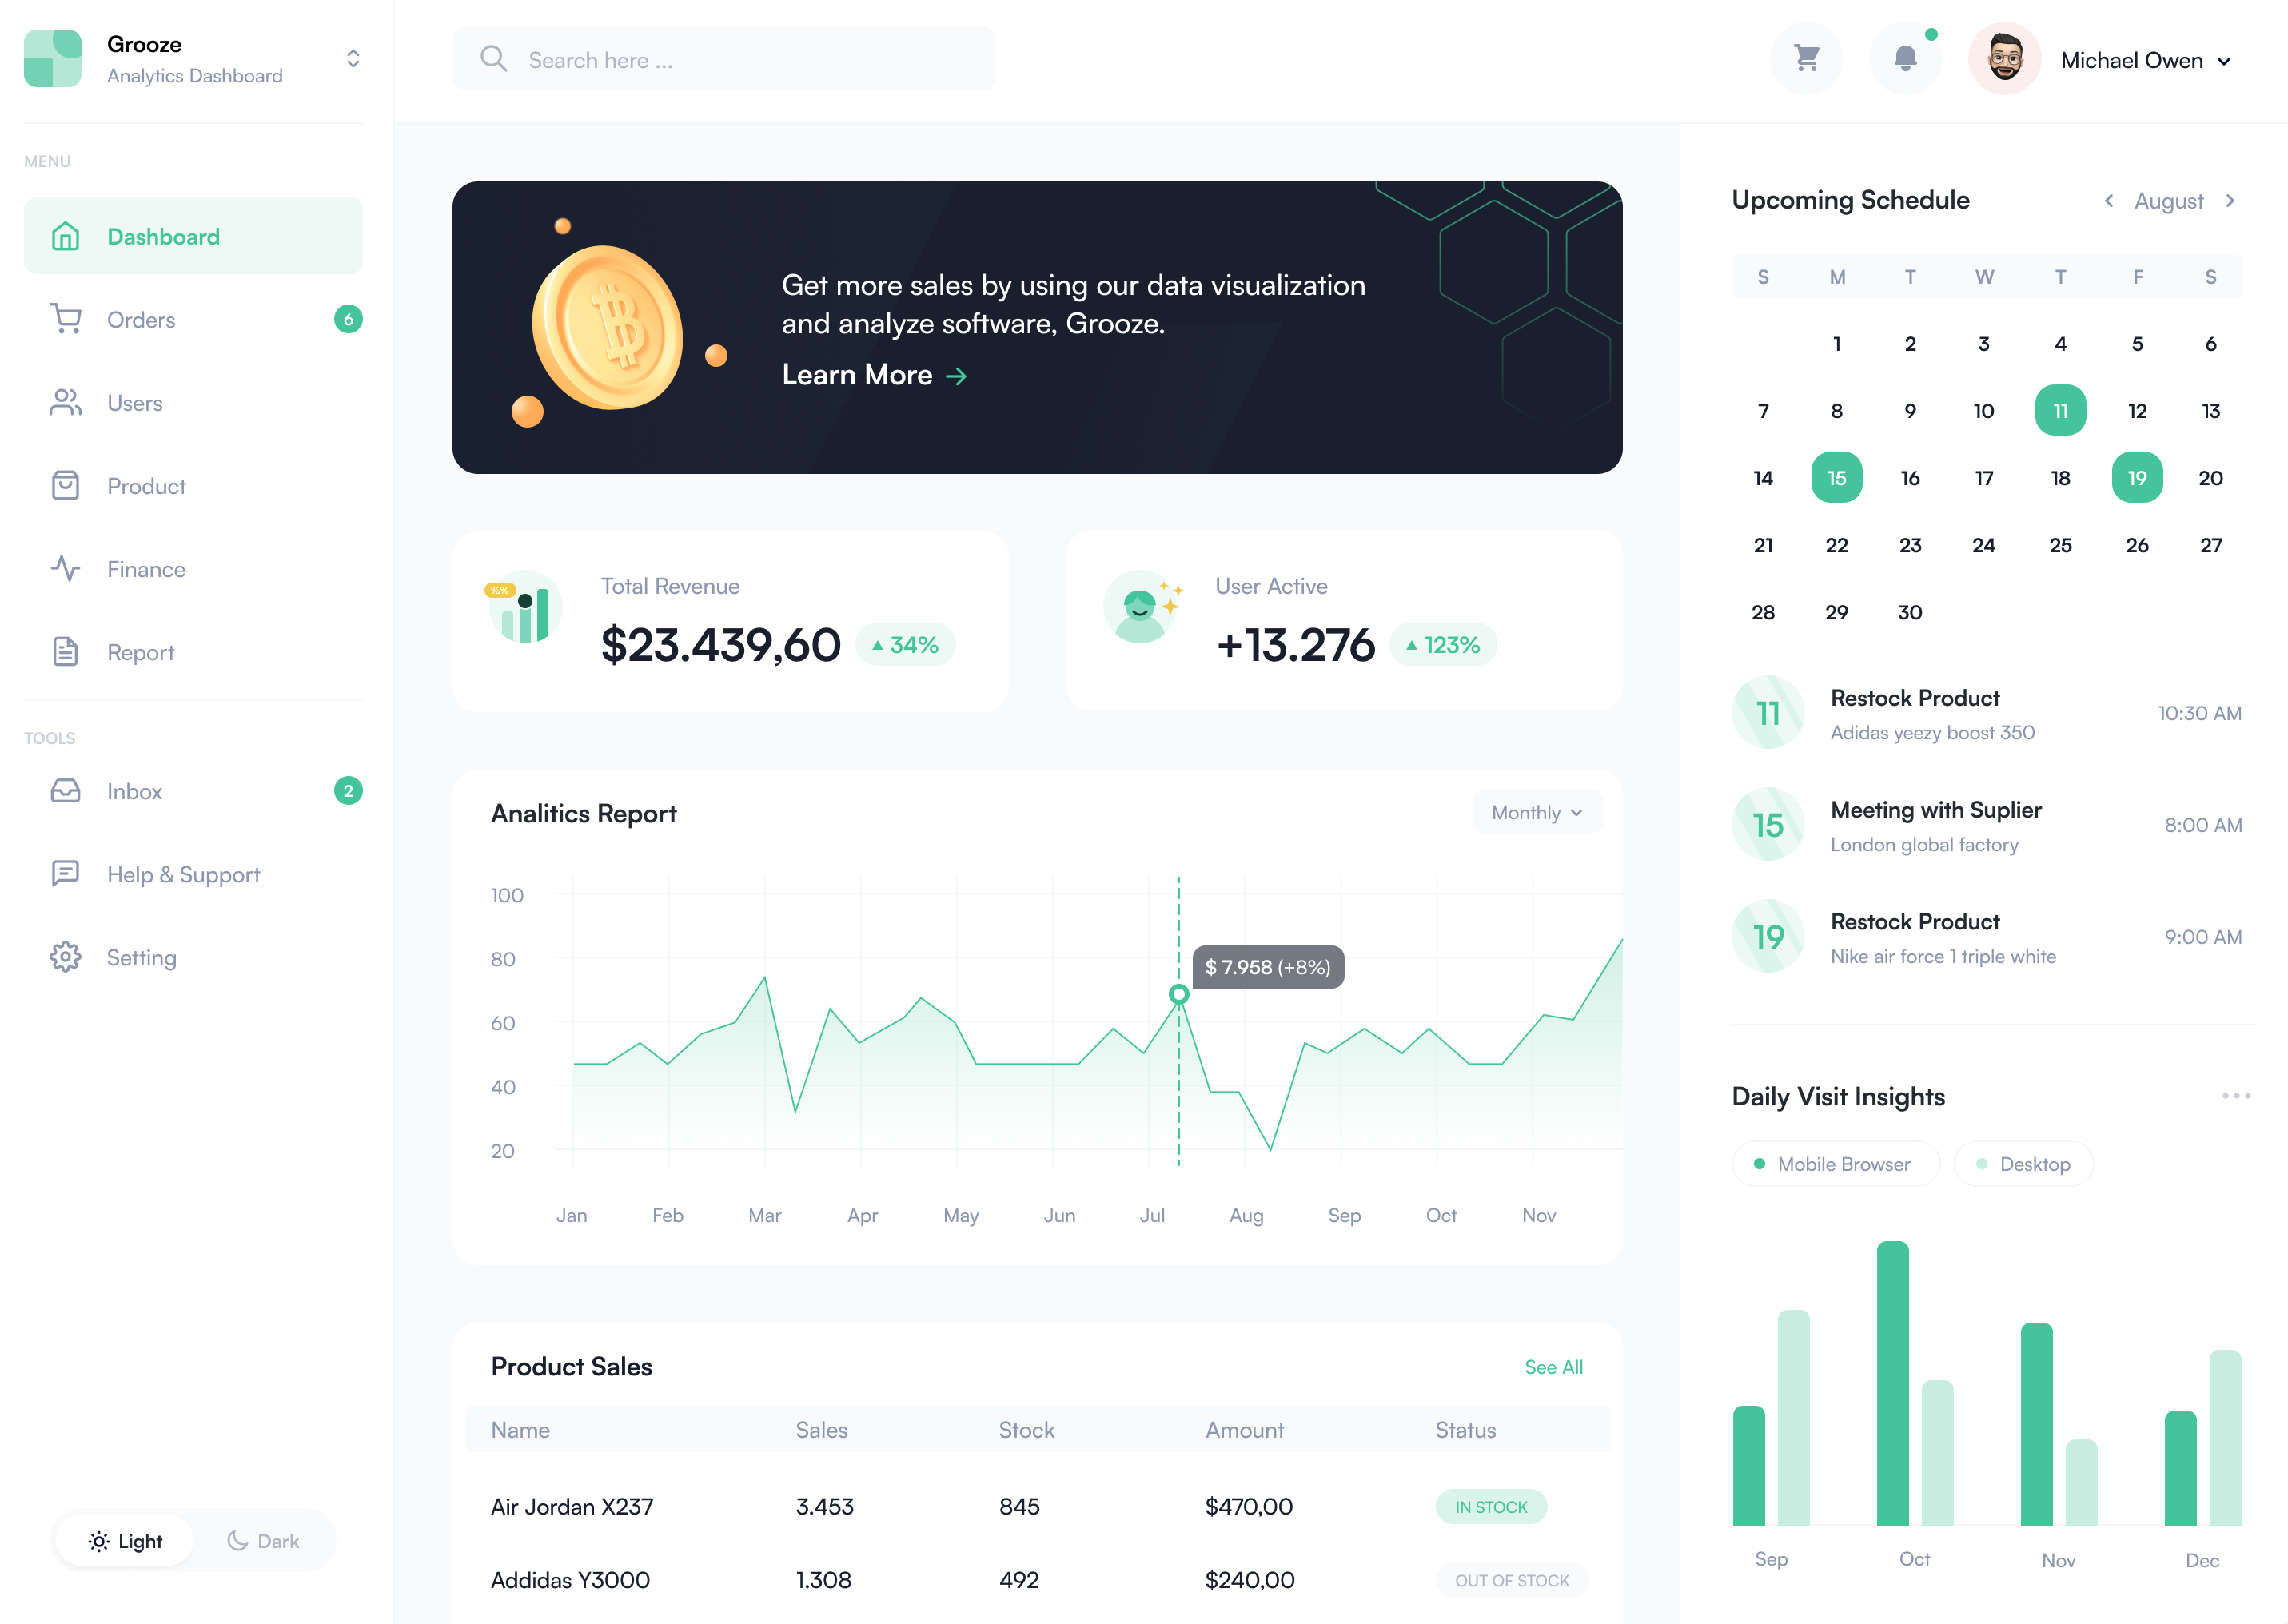 Grooze
Analytics Dashboard
MENU
Dashboard
Orders 6
Users
Product
Finance
Report
TOOLS
Inbox 2
Help & Support
Setting
Light Dark
Search here ...
Michael Owen
Get more sales by using our data visualization
and analyze software, Grooze.
Learn More →
%%
Total Revenue
$23.439,60 ▲ 34%
User Active
+13.276 ▲ 123%
Analitics Report
Monthly
100
80
60
40
20
$ 7.958 (+8%)
Jan Feb Mar Apr May Jun Jul Aug Sep Oct Nov
Product Sales
See All
Name Sales Stock Amount Status
Air Jordan X237 3.453 845 $470,00 IN STOCK
Addidas Y3000 1.308 492 $240,00 OUT OF STOCK
Upcoming Schedule
< August >
S M T W T F S
1 2 3 4 5 6
7 8 9 10 11 12 13
14 15 16 17 18 19 20
21 22 23 24 25 26 27
28 29 30
11
Restock Product
Adidas yeezy boost 350
10:30 AM
15
Meeting with Suplier
London global factory
8:00 AM
19
Restock Product
Nike air force 1 triple white
9:00 AM
Daily Visit Insights
Mobile Browser Desktop
Sep Oct Nov Dec